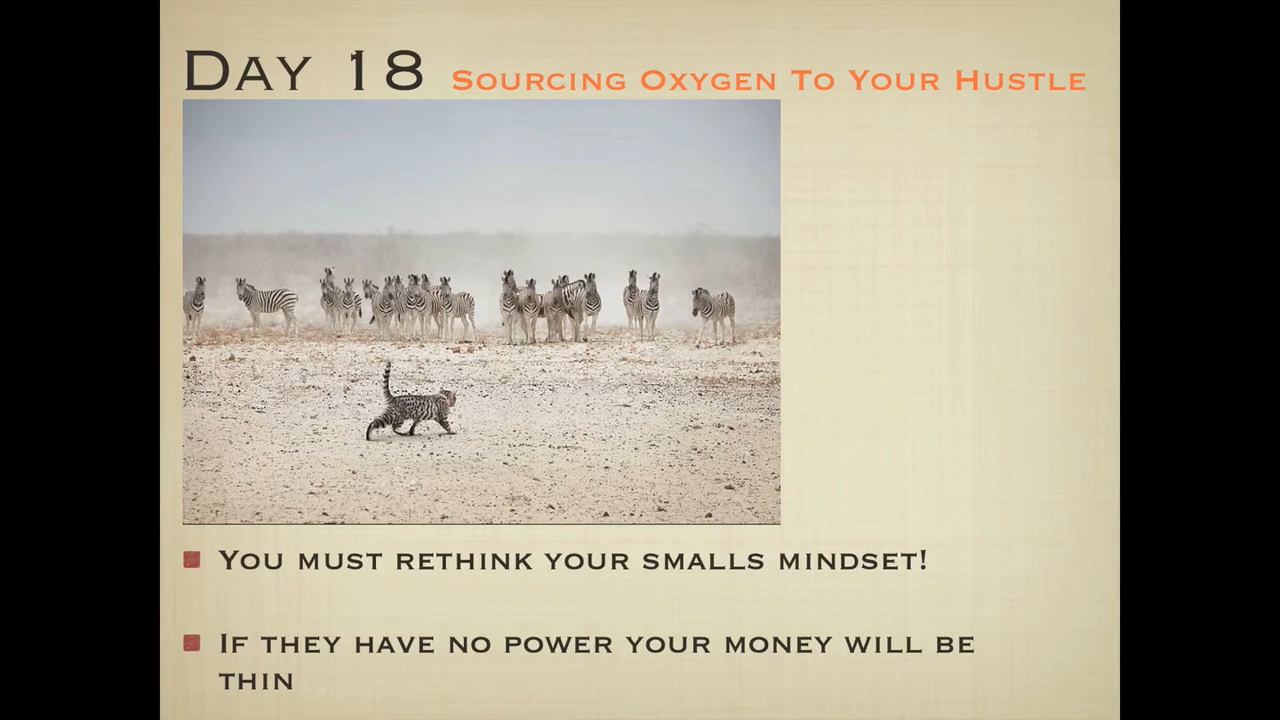 Day 18 Sourcing Oxygen To Your Hustle
You must rethink your smalls mindset!
If they have no power your money will be
thin